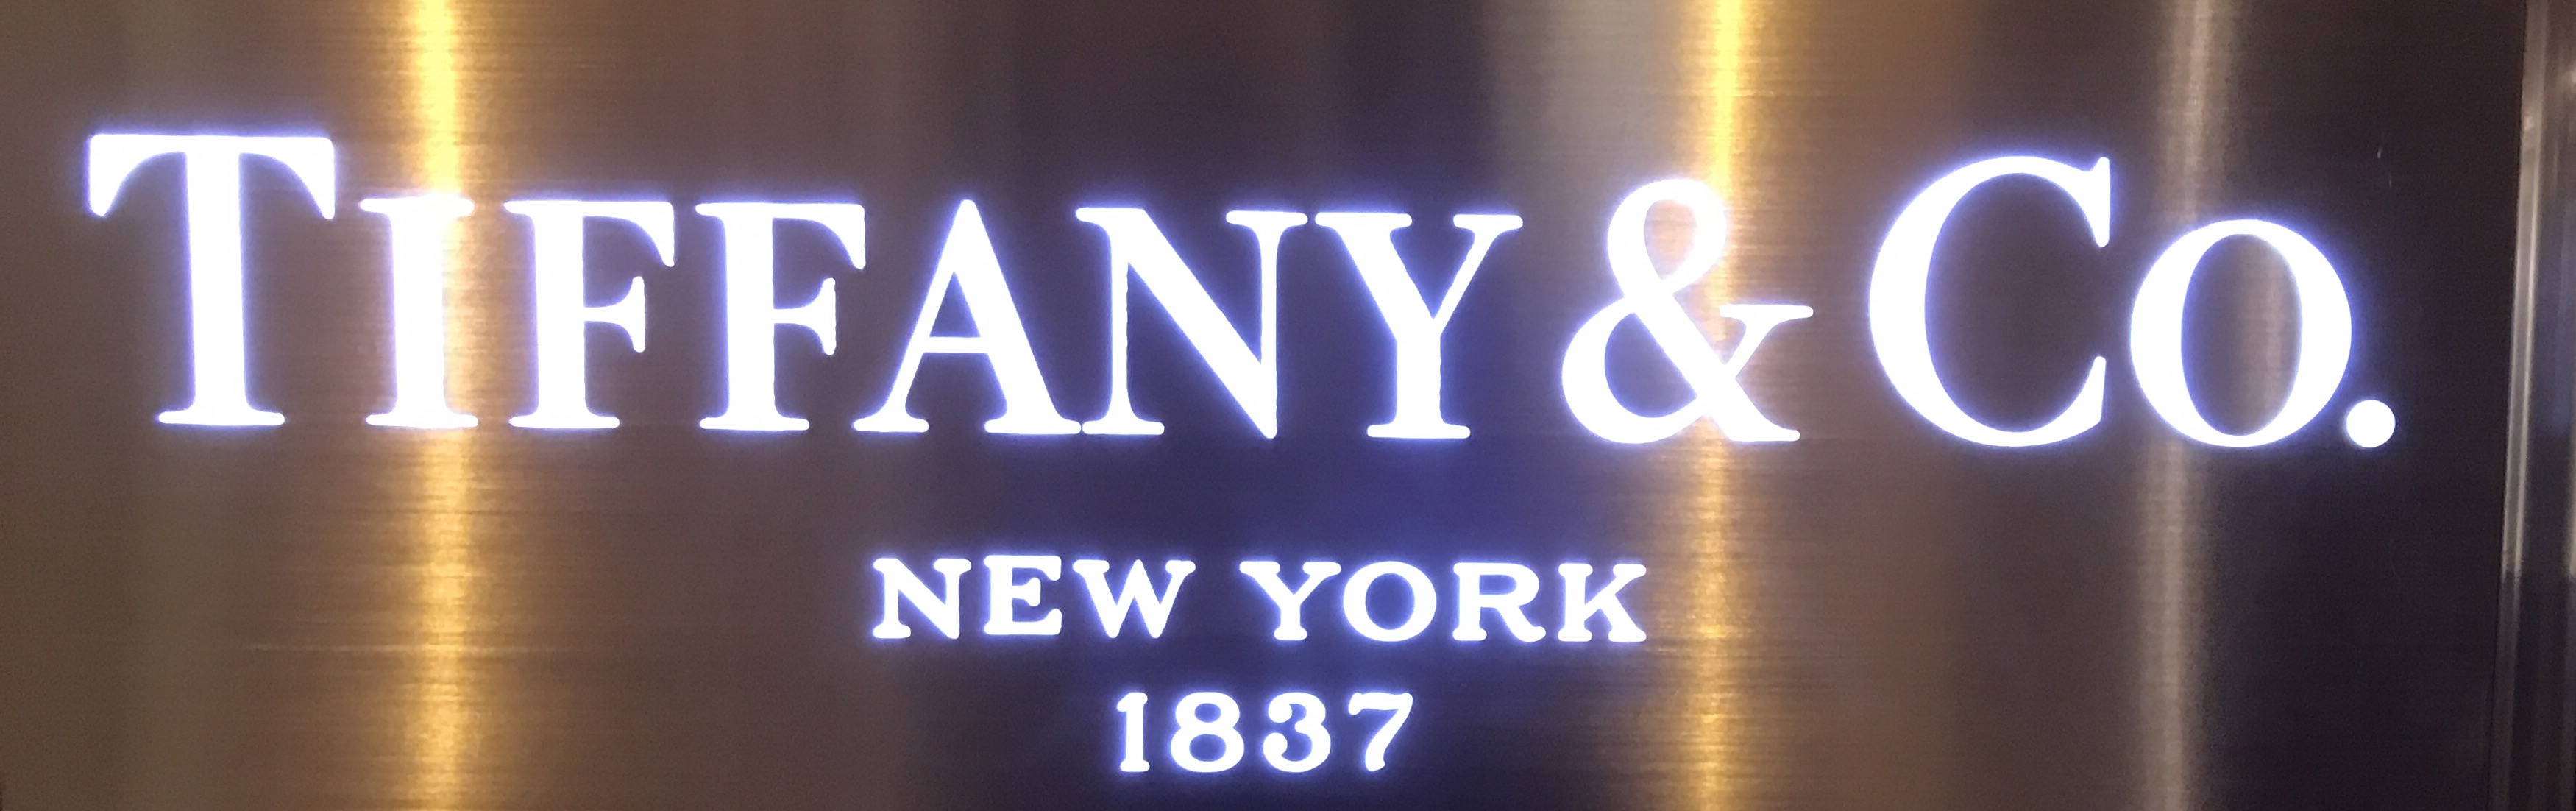 TIFFANY & CO.
NEW YORK
1837